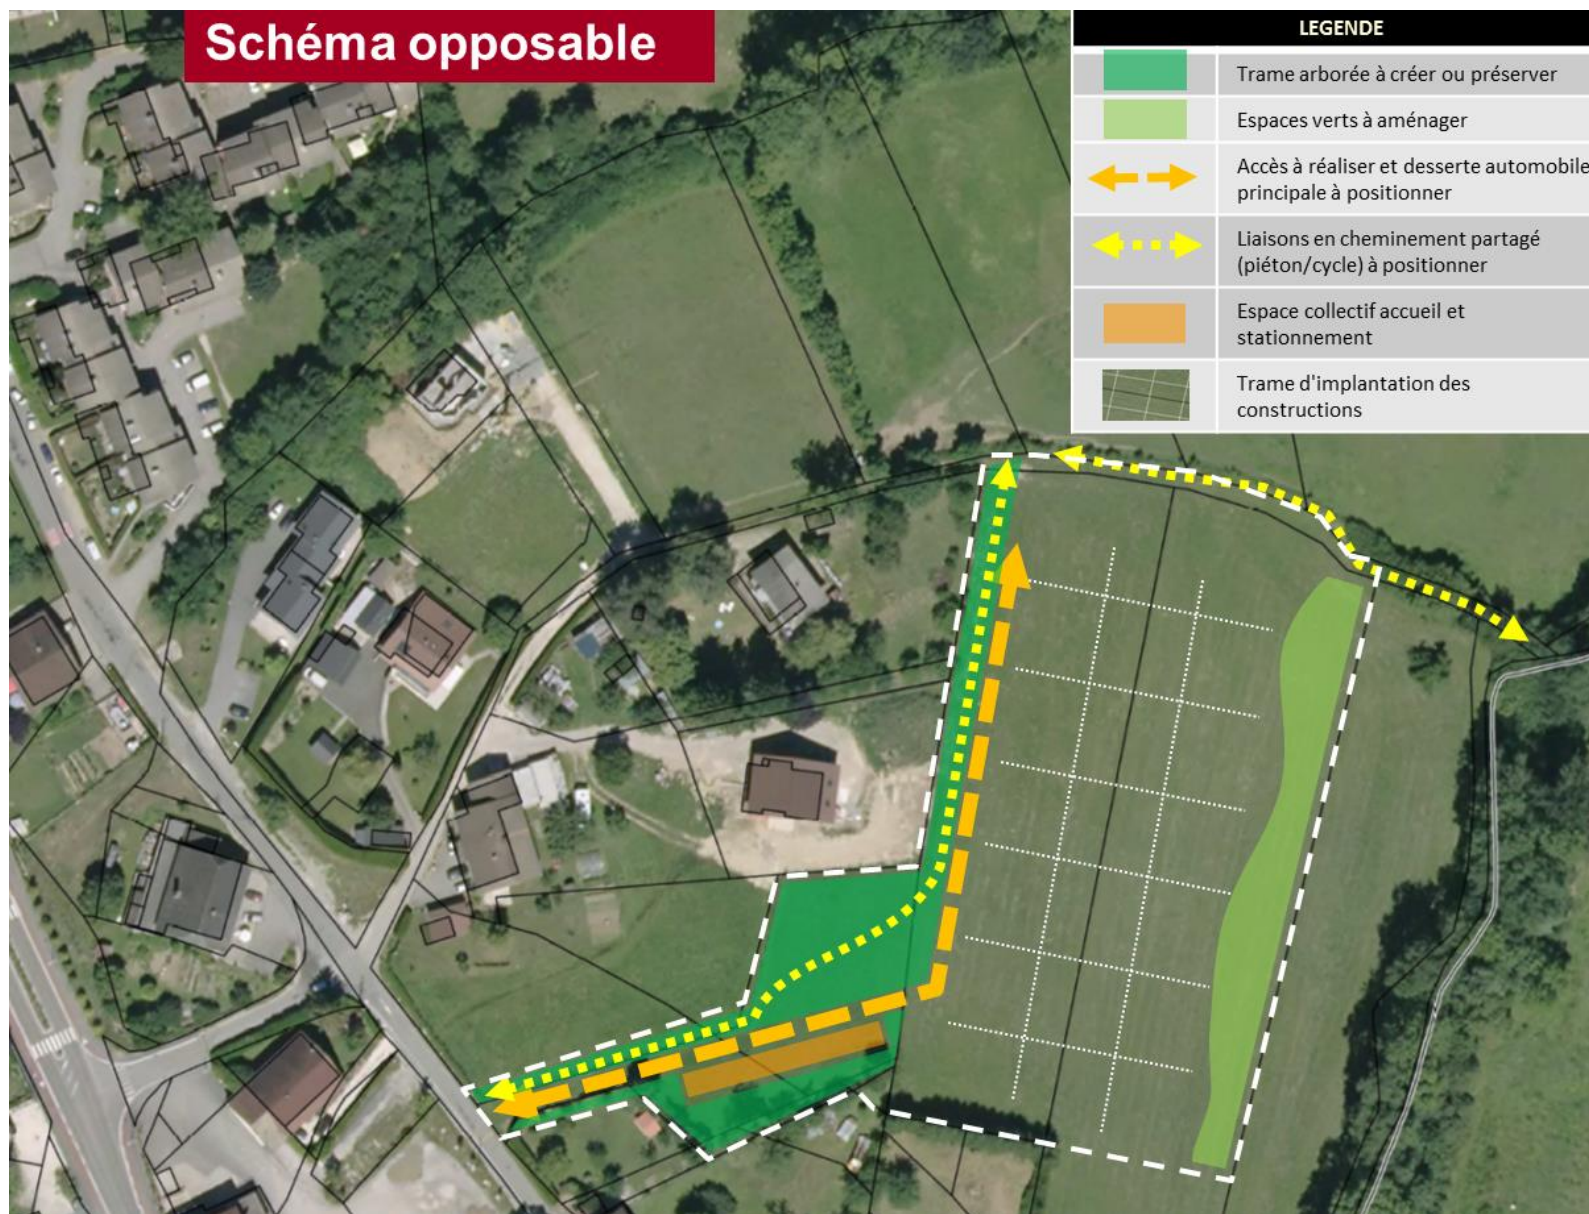 Schéma opposable
LEGENDE
Trame arborée à créer ou préserver
Espaces verts à aménager
Accès à réaliser et desserte automobile
principale à positionner
Liaisons en cheminement partagé
(piéton/cycle) à positionner
Espace collectif accueil et
stationnement
Trame d'implantation des
constructions